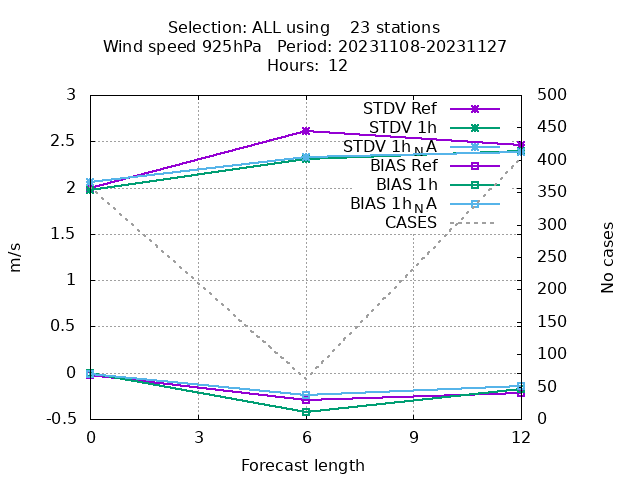 Selection: ALL using    23 stations
Wind speed 925hPa   Period: 20231108-20231127
Hours:  12
3
2.5
2
1.5
1
0.5
0
-0.5
500
450
400
350
300
250
200
150
100
50
0
STDV Ref
STDV 1h
STDV 1h_NA
BIAS Ref
BIAS 1h
BIAS 1h_NA
CASES
m/s
No cases
0 3 6 9 12
Forecast length